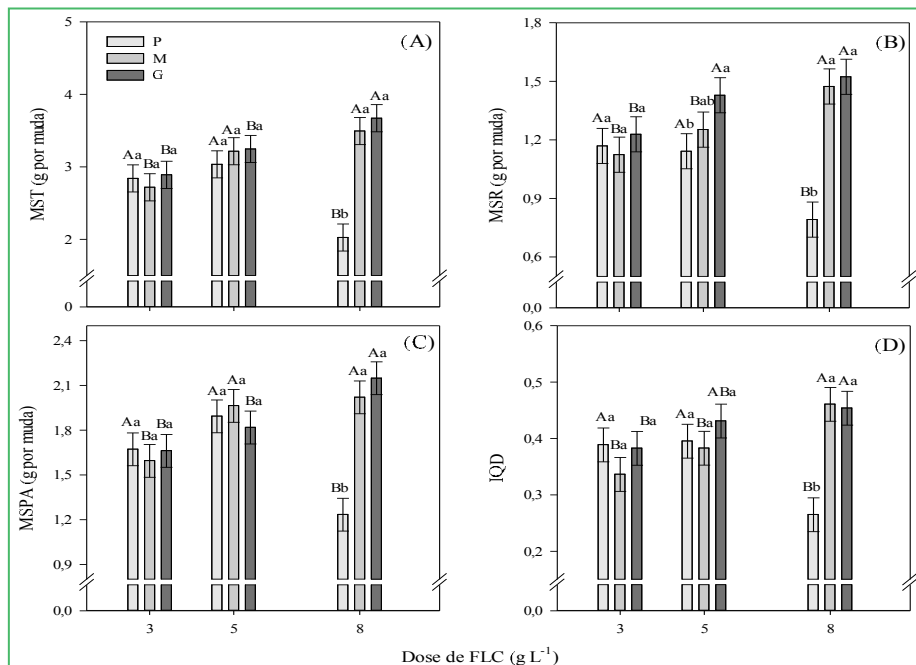 (A)
P
M
G
5
4
3
2
0
MST (g por muda)
Aa Ba Aa
Aa Aa Ba
Bb Aa Aa
(B)
1,8
1,5
1,2
0,9
0,6
0,0
MSR (g por muda)
Aa Ba Ba
Ab Bab Aa
Bb Aa Aa
(C)
2,4
2,1
1,8
1,5
1,2
0,9
0,0
MSPA (g por muda)
Aa Ba Ba
Aa Aa Ba
Bb Aa Aa
3 5 8
(D)
0,6
0,5
0,4
0,3
0,2
0,0
IQD
Aa Ba Ba
Aa Ba ABa
Bb Aa Aa
3 5 8
Dose de FLC (g L⁻¹)